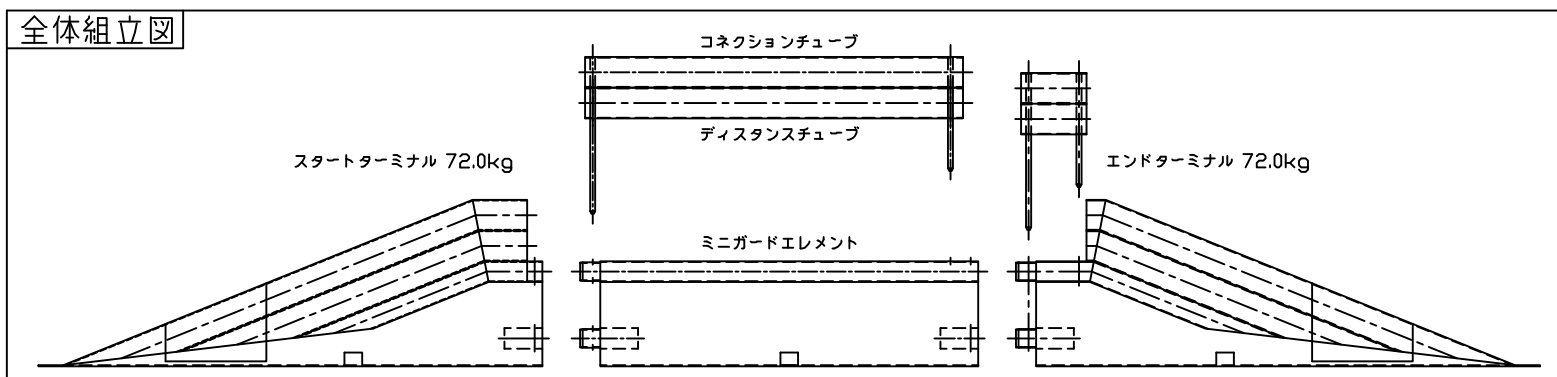 全体組立図
コネクションチューブ
ディスタンスチューブ
スタートターミナル 72.0kg
エンドターミナル 72.0kg
ミニガードエレメント